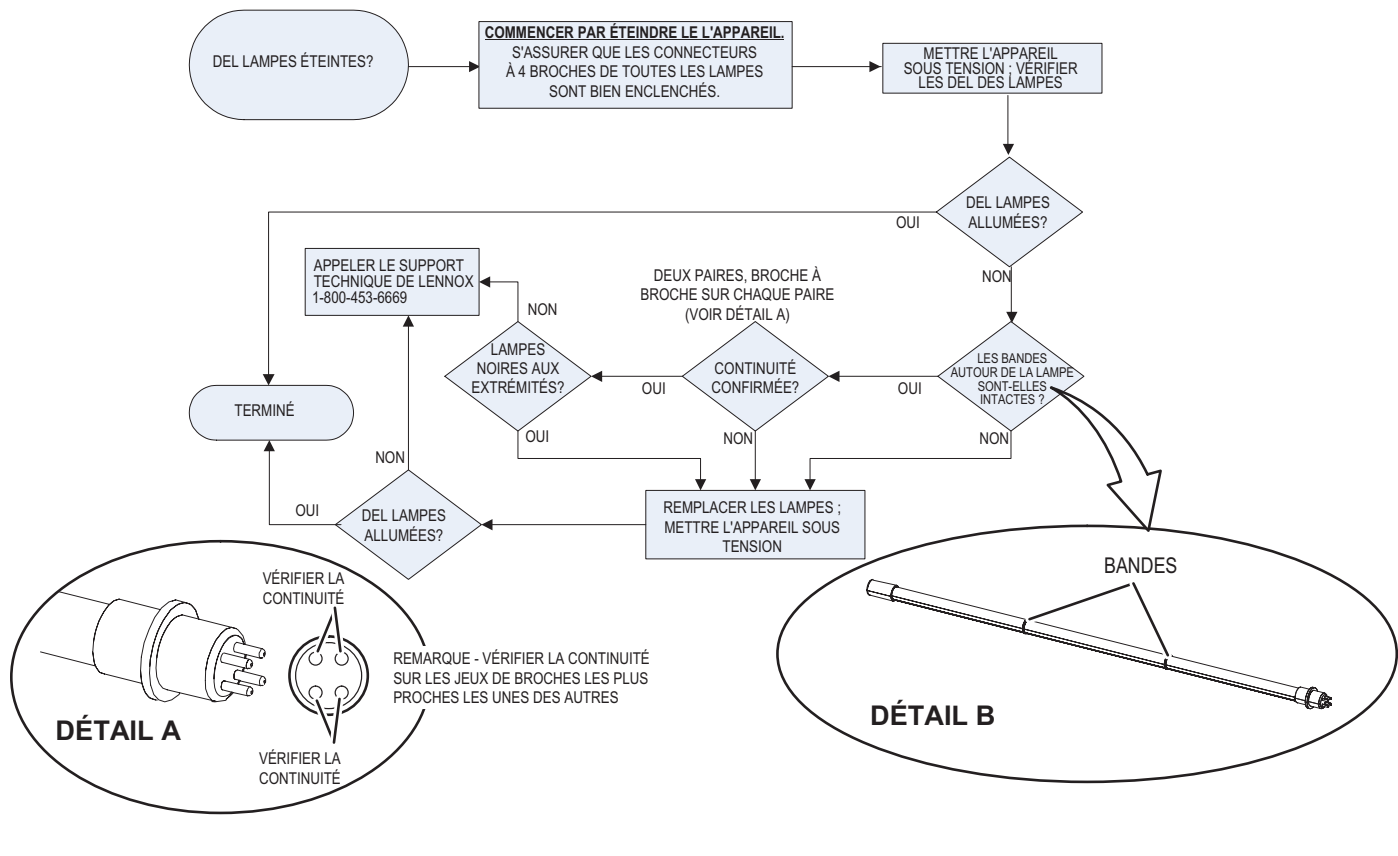 DEL LAMPES ÉTEINTES?
COMMENCER PAR ÉTEINDRE LE L'APPAREIL.
S'ASSURER QUE LES CONNECTEURS
À 4 BROCHES DE TOUTES LES LAMPES
SONT BIEN ENCLENCHÉS.
METTRE L'APPAREIL
SOUS TENSION ; VÉRIFIER
LES DEL DES LAMPES
DEL LAMPES
ALLUMÉES?
OUI
NON
APPELER LE SUPPORT
TECHNIQUE DE LENNOX
1-800-453-6669
NON
DEUX PAIRES, BROCHE À
BROCHE SUR CHAQUE PAIRE
(VOIR DÉTAIL A)
LAMPES
NOIRES AUX
EXTRÉMITÉS?
OUI
CONTINUITÉ
CONFIRMÉE?
OUI
LES BANDES
AUTOUR DE LA LAMPE
SONT-ELLES
INTACTES ?
TERMINÉ
OUI
NON
NON
NON
OUI
DEL LAMPES
ALLUMÉES?
REMPLACER LES LAMPES ;
METTRE L'APPAREIL SOUS
TENSION
VÉRIFIER LA
CONTINUITÉ
REMARQUE - VÉRIFIER LA CONTINUITÉ
SUR LES JEUX DE BROCHES LES PLUS
PROCHES LES UNES DES AUTRES
DÉTAIL A
VÉRIFIER LA
CONTINUITÉ
BANDES
DÉTAIL B